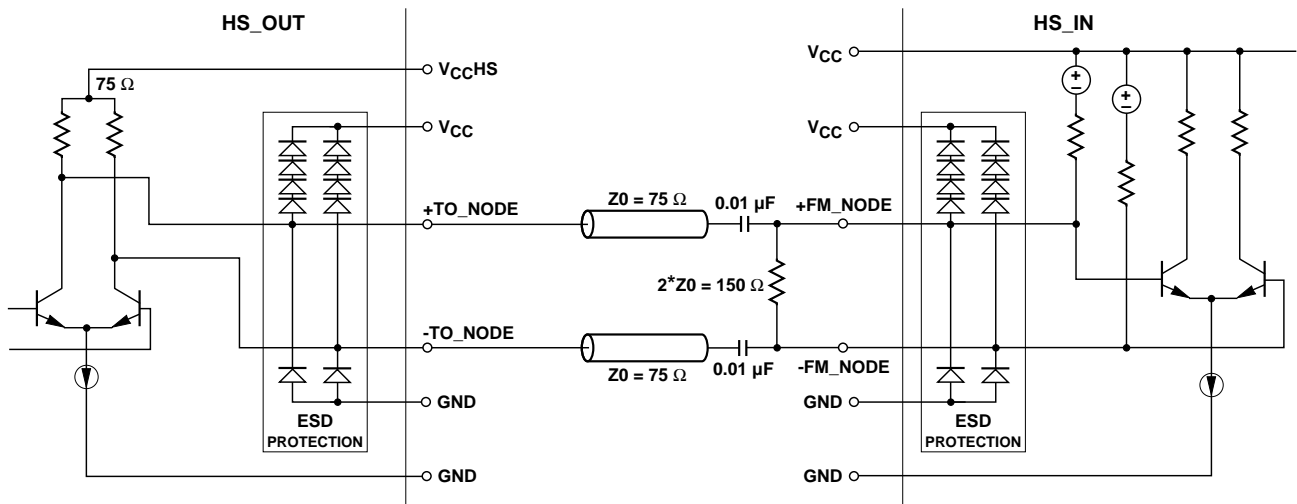 HS_OUT
HS_IN
VCCHS
75 Ω
VCC
+TO_NODE
-TO_NODE
GND
ESD
PROTECTION
GND
Z0 = 75 Ω
0.01 µF
2*Z0 = 150 Ω
Z0 = 75 Ω
0.01 µF
VCC
VCC
+FM_NODE
-FM_NODE
GND
GND
ESD
PROTECTION
+
-
+
-